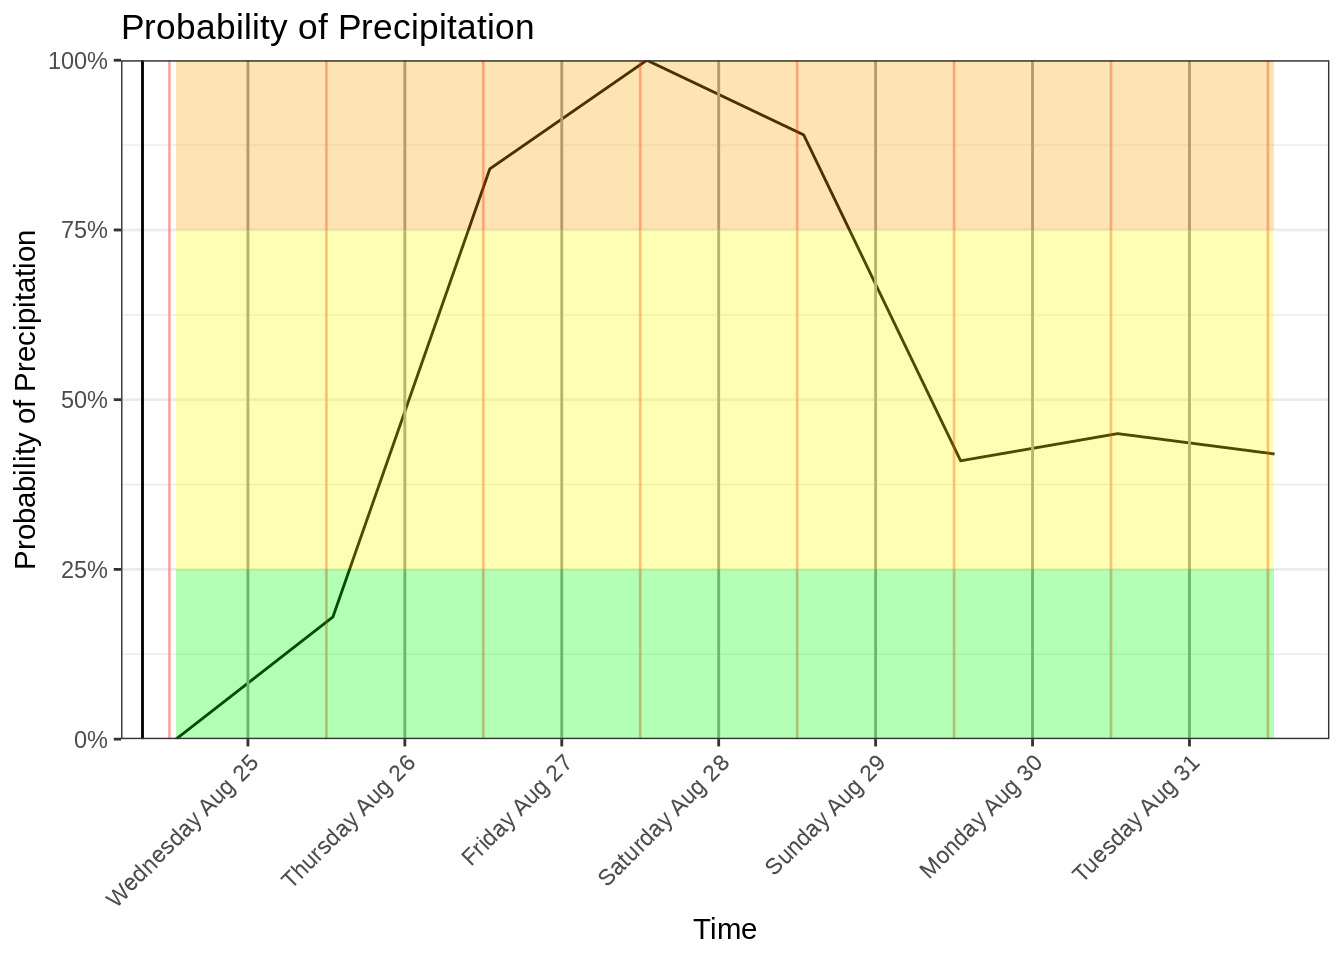 Probability of Precipitation
Probability of Precipitation
100%
75%
50%
25%
0%
Wednesday Aug 25
Thursday Aug 26
Friday Aug 27
Saturday Aug 28
Sunday Aug 29
Monday Aug 30
Tuesday Aug 31
Time